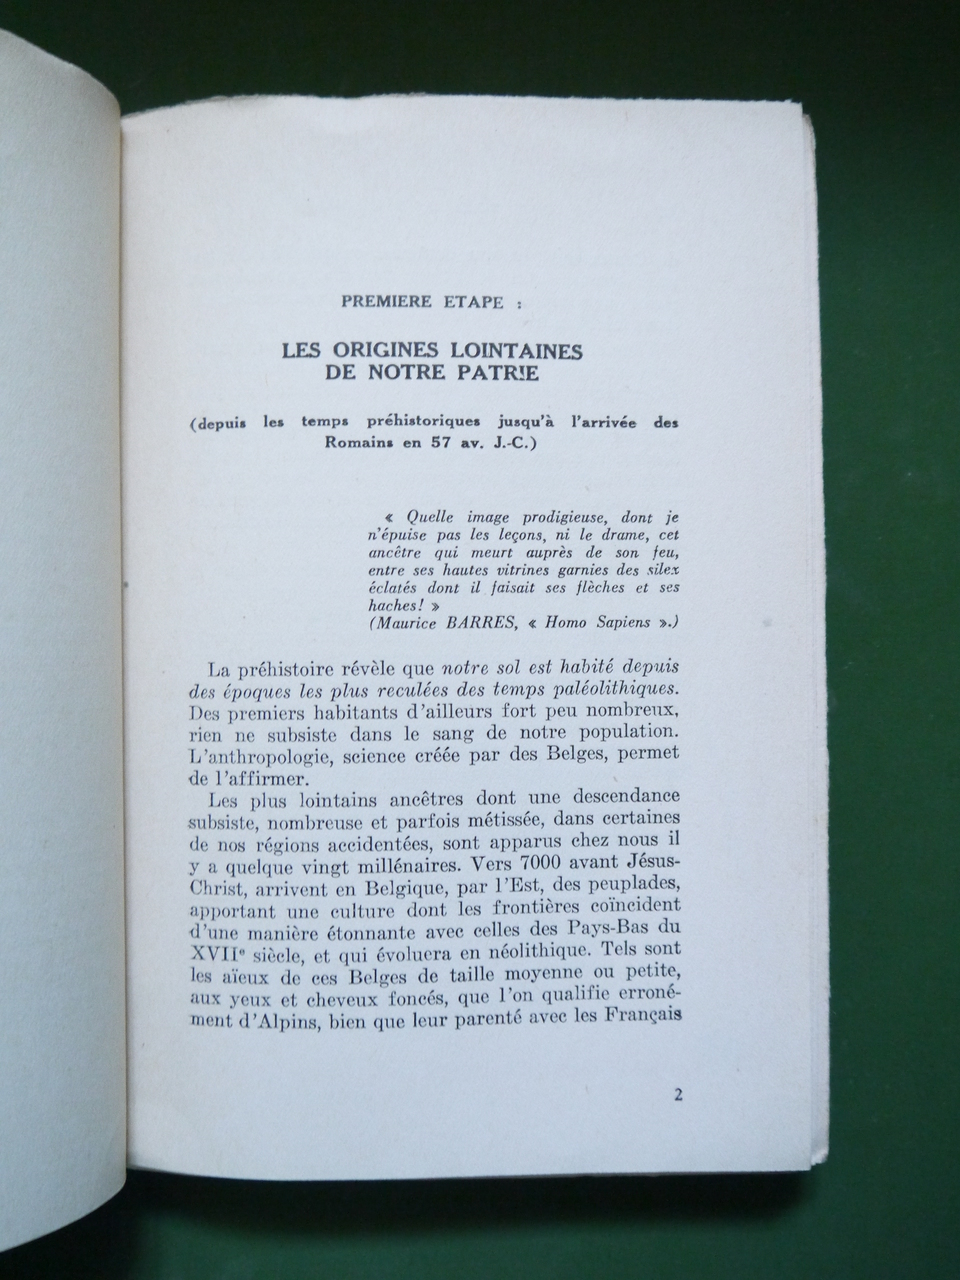 PREMIERE ETAPE :
LES ORIGINES LOINTAINES
DE NOTRE PATRIE
(depuis les temps préhistoriques jusqu'à l'arrivée des
Romains en 57 av. J.-C.)
« Quelle image prodigieuse, dont je
n'épuise pas les leçons, ni le drame, cet
ancêtre qui meurt auprès de son feu,
entre ses hautes vitrines garnies des silex
éclatés dont il faisait ses flèches et ses
haches! »
(Maurice BARRES, « Homo Sapiens ».)
La préhistoire révèle que notre sol est habité depuis
des époques les plus reculées des temps paléolithiques.
Des premiers habitants d'ailleurs fort peu nombreux,
rien ne subsiste dans le sang de notre population.
L'anthropologie, science créée par des Belges, permet
de l'affirmer.
Les plus lointains ancêtres dont une descendance
subsiste, nombreuse et parfois métissée, dans certaines
de nos régions accidentées, sont apparus chez nous il
y a quelque vingt millénaires. Vers 7000 avant Jésus-
Christ, arrivent en Belgique, par l'Est, des peuplades,
apportant une culture dont les frontières coïncident
d'une manière étonnante avec celles des Pays-Bas du
XVIIe siècle, et qui évoluera en néolithique. Tels sont
les aïeux de ces Belges de taille moyenne ou petite,
aux yeux et cheveux foncés, que l'on qualifie erroné-
ment d'Alpins, bien que leur parenté avec les Français
2